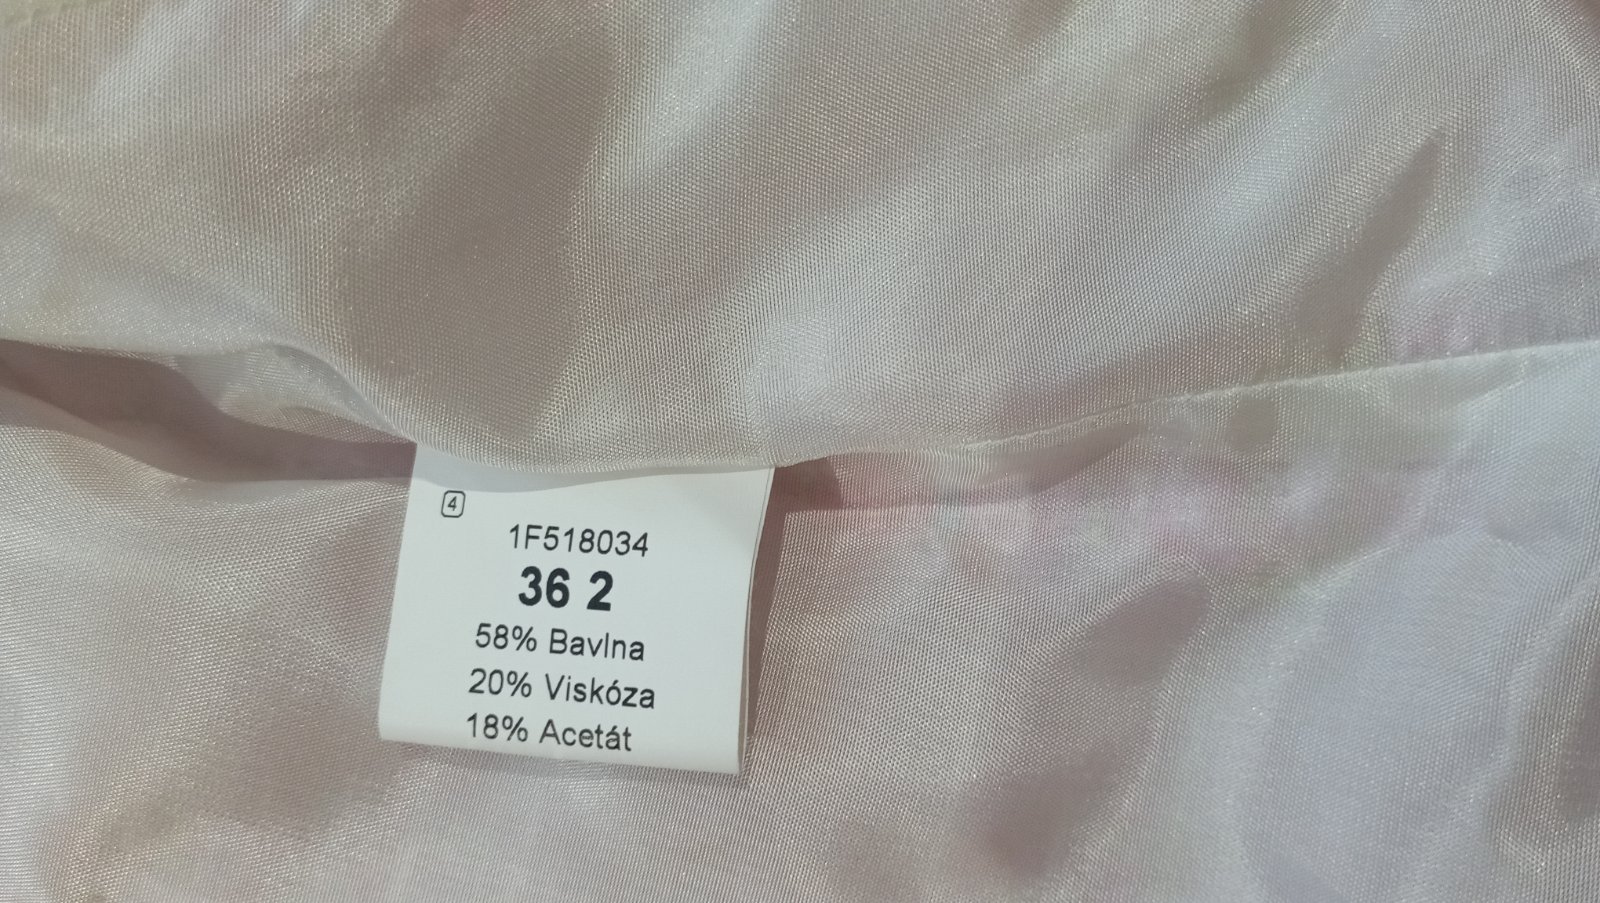 4
1F518034
36 2
58% Bavlna
20% Viskóza
18% Acetát